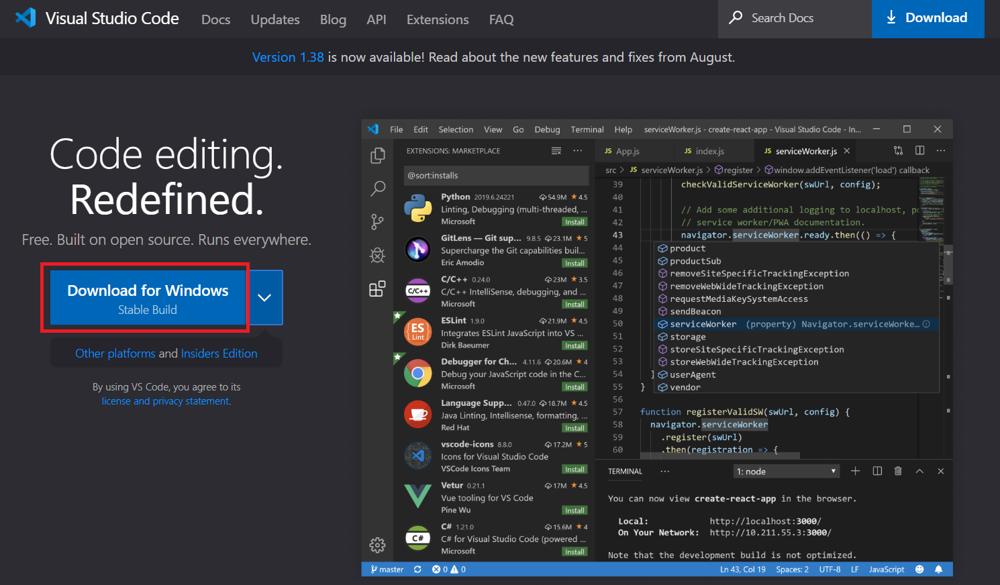 Visual Studio Code Docs Updates Blog API Extensions FAQ Search Docs Download
Version 1.38 is now available! Read about the new features and fixes from August.
Code editing.
Redefined.
Free. Built on open source. Runs everywhere.
Download for Windows
Stable Build
Other platforms and Insiders Edition
By using VS Code, you agree to its
license and privacy statement.
File Edit Selection View Go Debug Terminal Help serviceWorker.js - create-react-app - Visual Studio Code - In...
EXTENSIONS: MARKETPLACE
@sort:installs
Python 2019.6.24221 54.9M ★ 4.5
Linting, Debugging (multi-threaded, ...
Microsoft Install
GitLens — Git sup... 9.8.5 23.1M ★ 5
Supercharge the Git capabilities buil...
Eric Amodio Install
C/C++
C/C++ 0.24.0 23M ★ 3.5
C/C++ IntelliSense, debugging, and ...
Microsoft Install
ES
Lint
ESLint 1.9.0 21.9M ★ 4.5
Integrates ESLint JavaScript into VS ...
Dirk Baeumer Install
Debugger for Ch... 4.11.6 20.6M ★ 4
Debug your JavaScript code in the C...
Microsoft Install
Language Supp... 0.47.0 18.7M ★ 4.5
Java Linting, Intellisense, formatting, ...
Red Hat Install
vscode-icons 8.8.0 17.2M ★ 5
Icons for Visual Studio Code
VSCode Icons Team Install
Vetur 0.21.1 17M ★ 4.5
Vue tooling for VS Code
Pine Wu Install
C#
C# 1.21.0 15.6M ★ 4
C# for Visual Studio Code (powered ...
Microsoft Install
JS App.js JS index.js JS serviceWorker.js
src > JS serviceWorker.js > register > window.addEventListener('load') callback
39 checkValidServiceWorker(swUrl, config);
40
41 // Add some additional logging to localhost, po
42 // service worker/PWA documentation.
43 navigator.serviceWorker.ready.then(() => {
44 product
45 productSub
46 removeSiteSpecificTrackingException
47 removeWebWideTrackingException
48 requestMediaKeySystemAccess
49 sendBeacon
50 serviceWorker (property) Navigator.serviceWorke...
51 storage
52 storeSiteSpecificTrackingException
53 storeWebWideTrackingException
54 } userAgent
55 } vendor
56
57 function registerValidSW(swUrl, config) {
58 navigator.serviceWorker
59 .register(swUrl)
60 .then(registration => {
TERMINAL ... 1: node
You can now view create-react-app in the browser.
Local: http://localhost:3000/
On Your Network: http://10.211.55.3:3000/
Note that the development build is not optimized.
master 0 0 Ln 43, Col 19 Spaces: 2 UTF-8 LF JavaScript